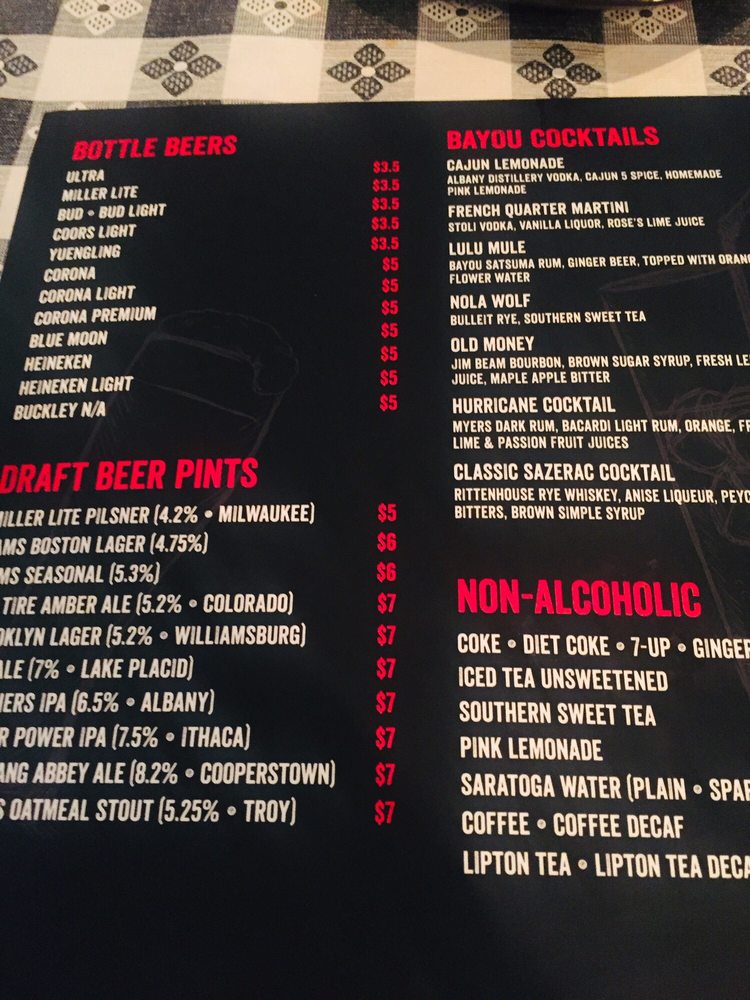 BOTTLE BEERS
ULTRA $3.5
MILLER LITE $3.5
BUD • BUD LIGHT $3.5
COORS LIGHT $3.5
YUENGLING $3.5
CORONA $5
CORONA LIGHT $5
CORONA PREMIUM $5
BLUE MOON $5
HEINEKEN $5
HEINEKEN LIGHT $5
BUCKLEY N/A $5
DRAFT BEER PINTS
MILLER LITE PILSNER (4.2% • MILWAUKEE) $5
AMS BOSTON LAGER (4.75%) $6
MS SEASONAL (5.3%) $6
TIRE AMBER ALE (5.2% • COLORADO) $7
OKLYN LAGER (5.2% • WILLIAMSBURG) $7
ALE (7% • LAKE PLACID) $7
ERS IPA (6.5% • ALBANY) $7
R POWER IPA (7.5% • ITHACA) $7
ANG ABBEY ALE (8.2% • COOPERSTOWN) $7
S OATMEAL STOUT (5.25% • TROY) $7
BAYOU COCKTAILS
CAJUN LEMONADE
ALBANY DISTILLERY VODKA, CAJUN 5 SPICE, HOMEMADE
PINK LEMONADE
FRENCH QUARTER MARTINI
STOLI VODKA, VANILLA LIQUOR, ROSE'S LIME JUICE
LULU MULE
BAYOU SATSUMA RUM, GINGER BEER, TOPPED WITH ORAN
FLOWER WATER
NOLA WOLF
BULLEIT RYE, SOUTHERN SWEET TEA
OLD MONEY
JIM BEAM BOURBON, BROWN SUGAR SYRUP, FRESH LE
JUICE, MAPLE APPLE BITTER
HURRICANE COCKTAIL
MYERS DARK RUM, BACARDI LIGHT RUM, ORANGE, FR
LIME & PASSION FRUIT JUICES
CLASSIC SAZERAC COCKTAIL
RITTENHOUSE RYE WHISKEY, ANISE LIQUEUR, PEYC
BITTERS, BROWN SIMPLE SYRUP
NON-ALCOHOLIC
COKE • DIET COKE • 7-UP • GINGER
ICED TEA UNSWEETENED
SOUTHERN SWEET TEA
PINK LEMONADE
SARATOGA WATER (PLAIN • SPAR
COFFEE • COFFEE DECAF
LIPTON TEA • LIPTON TEA DECA